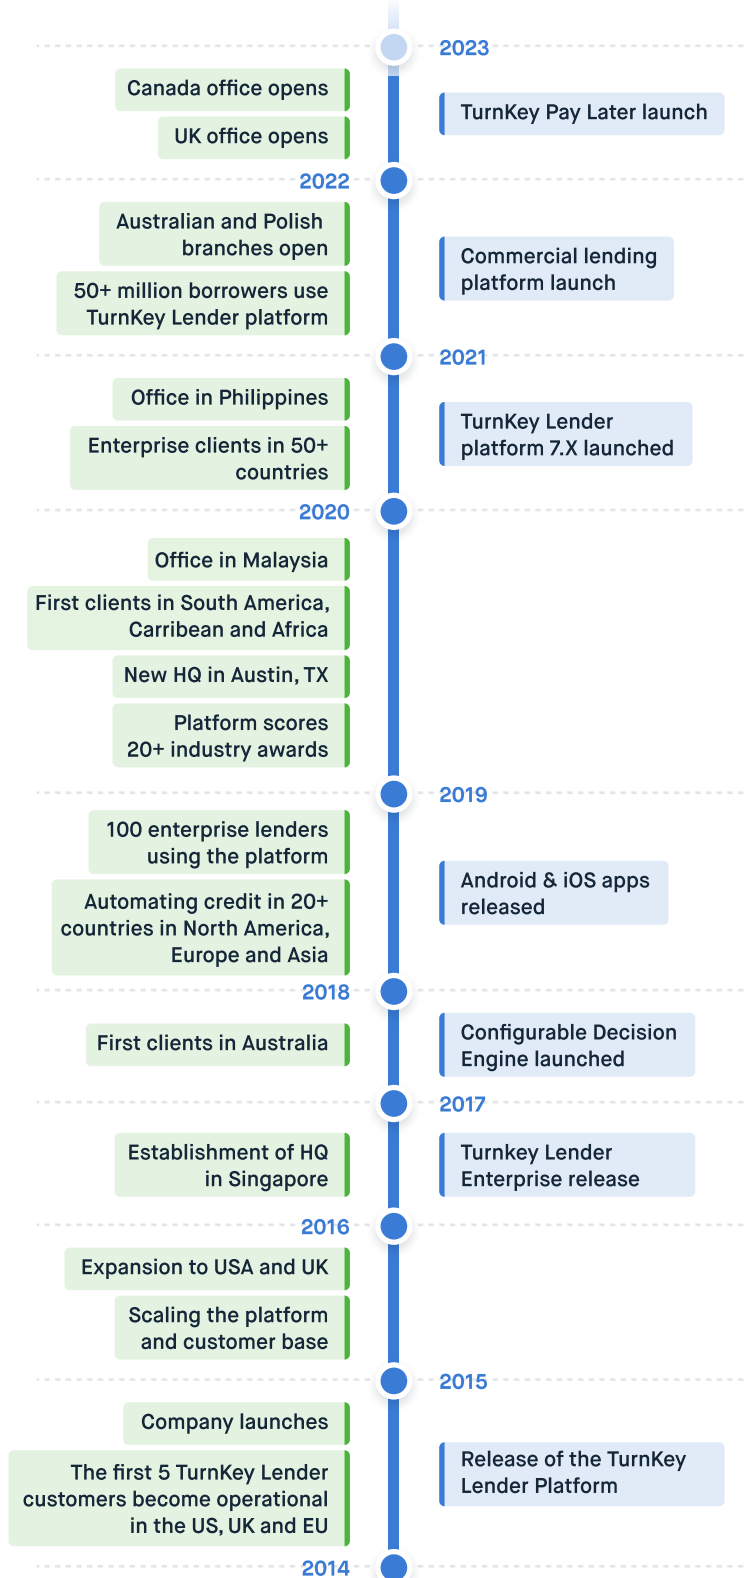 2023
Canada office opens
TurnKey Pay Later launch
UK office opens
2022
Australian and Polish
branches open
Commercial lending
platform launch
50+ million borrowers use
TurnKey Lender platform
2021
Office in Philippines
TurnKey Lender
platform 7.X launched
Enterprise clients in 50+
countries
2020
Office in Malaysia
First clients in South America,
Carribean and Africa
New HQ in Austin, TX
Platform scores
20+ industry awards
2019
100 enterprise lenders
using the platform
Android & iOS apps
released
Automating credit in 20+
countries in North America,
Europe and Asia
2018
First clients in Australia
Configurable Decision
Engine launched
2017
Establishment of HQ
in Singapore
Turnkey Lender
Enterprise release
2016
Expansion to USA and UK
Scaling the platform
and customer base
2015
Company launches
Release of the TurnKey
Lender Platform
The first 5 TurnKey Lender
customers become operational
in the US, UK and EU
2014